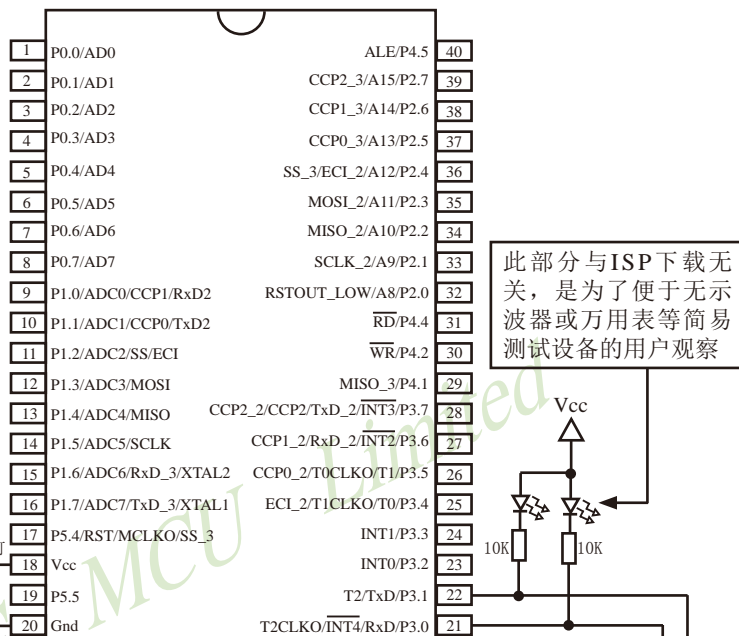 1 P0.0/AD0 ALE/P4.5 40
2 P0.1/AD1 CCP2_3/A15/P2.7 39
3 P0.2/AD2 CCP1_3/A14/P2.6 38
4 P0.3/AD3 CCP0_3/A13/P2.5 37
5 P0.4/AD4 SS_3/ECI_2/A12/P2.4 36
6 P0.5/AD5 MOSI_2/A11/P2.3 35
7 P0.6/AD6 MISO_2/A10/P2.2 34
8 P0.7/AD7 SCLK_2/A9/P2.1 33
9 P1.0/ADC0/CCP1/RxD2 RSTOUT_LOW/A8/P2.0 32
10 P1.1/ADC1/CCP0/TxD2 RD/P4.4 31
11 P1.2/ADC2/SS/ECI WR/P4.2 30
12 P1.3/ADC3/MOSI MISO_3/P4.1 29
13 P1.4/ADC4/MISO CCP2_2/CCP2/TxD_2/INT3/P3.7 28
14 P1.5/ADC5/SCLK CCP1_2/RxD_2/INT2/P3.6 27
15 P1.6/ADC6/RxD_3/XTAL2 CCP0_2/T0CLKO/T1/P3.5 26
16 P1.7/ADC7/TxD_3/XTAL1 ECI_2/T1CLKO/T0/P3.4 25
17 P5.4/RST/MCLKO/SS_3 INT1/P3.3 24
18 Vcc INT0/P3.2 23
19 P5.5 T2/TxD/P3.1 22
20 Gnd T2CLKO/INT4/RxD/P3.0 21
此部分与ISP下载无
关，是为了便于无示
波器或万用表等简易
测试设备的用户观察
Vcc
10K 10K
MCU Limited